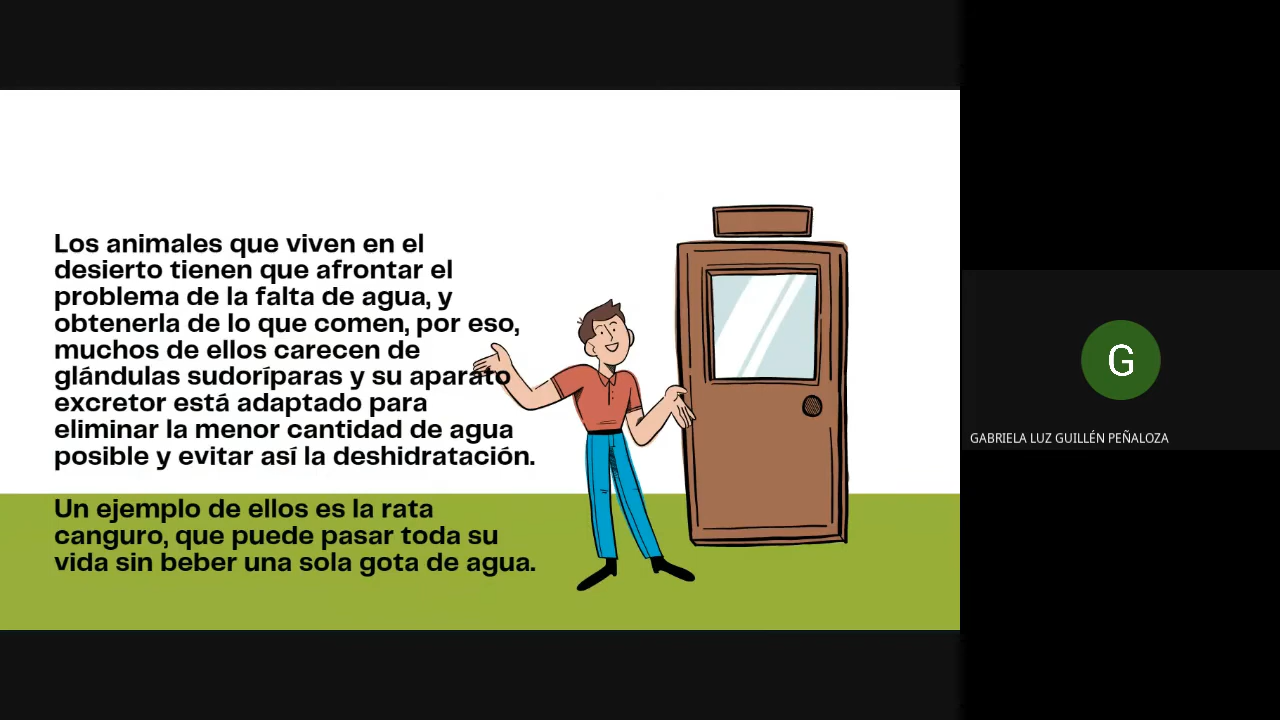 Los animales que viven en el
desierto tienen que afrontar el
problema de la falta de agua, y
obtenerla de lo que comen, por eso,
muchos de ellos carecen de
glándulas sudoríparas y su aparato
excretor está adaptado para
eliminar la menor cantidad de agua
posible y evitar así la deshidratación.
Un ejemplo de ellos es la rata
canguro, que puede pasar toda su
vida sin beber una sola gota de agua.
G
GABRIELA LUZ GUILLÉN PEÑALOZA